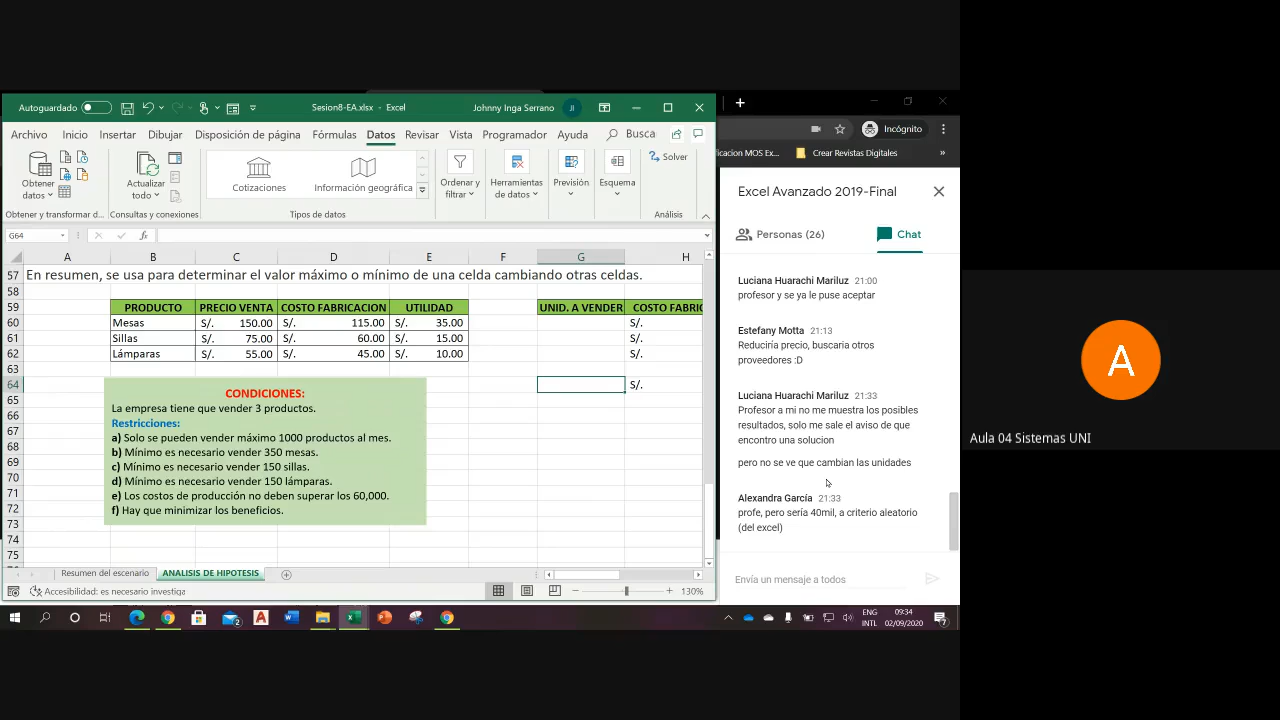 Autoguardado
Sesion8-EA.xlsx - Excel
Johnny Inga Serrano
JI
Archivo Inicio Insertar Dibujar Disposición de página Fórmulas Datos Revisar Vista Programador Ayuda Busca
Obtener datos
Actualizar todo
Cotizaciones
Información geográfica
Ordenar y filtrar
Herramientas de datos
Previsión
Esquema
Solver
Obtener y transformar d...
Consultas y conexiones
Tipos de datos
Análisis
G64
fx
A B C D E F G H
57 En resumen, se usa para determinar el valor máximo o mínimo de una celda cambiando otras celdas.
58
59 PRODUCTO PRECIO VENTA COSTO FABRICACION UTILIDAD UNID. A VENDER COSTO FABRIC
60 Mesas S/. 150.00 S/. 115.00 S/. 35.00 S/.
61 Sillas S/. 75.00 S/. 60.00 S/. 15.00 S/.
62 Lámparas S/. 55.00 S/. 45.00 S/. 10.00 S/.
63
64 S/.
65
66
67
68
69
70
71
72
73
74
75
CONDICIONES:
La empresa tiene que vender 3 productos.
Restricciones:
a) Solo se pueden vender máximo 1000 productos al mes.
b) Mínimo es necesario vender 350 mesas.
c) Mínimo es necesario vender 150 sillas.
d) Mínimo es necesario vender 150 lámparas.
e) Los costos de producción no deben superar los 60,000.
f) Hay que minimizar los beneficios.
Resumen del escenario ANALISIS DE HIPOTESIS
Accesibilidad: es necesario investiga
130%
Incógnito
ficacion MOS Ex...
Crear Revistas Digitales
»
Excel Avanzado 2019-Final
Personas (26)
Chat
Luciana Huarachi Mariluz 21:00
profesor y se ya le puse aceptar
Estefany Motta 21:13
Reduciría precio, buscaria otros
proveedores :D
Luciana Huarachi Mariluz 21:33
Profesor a mi no me muestra los posibles
resultados, solo me sale el aviso de que
encontro una solucion
pero no se ve que cambian las unidades
Alexandra García 21:33
profe, pero sería 40mil, a criterio aleatorio
(del excel)
Envía un mensaje a todos
ENG
INTL
09:34
02/09/2020
A
Aula 04 Sistemas UNI